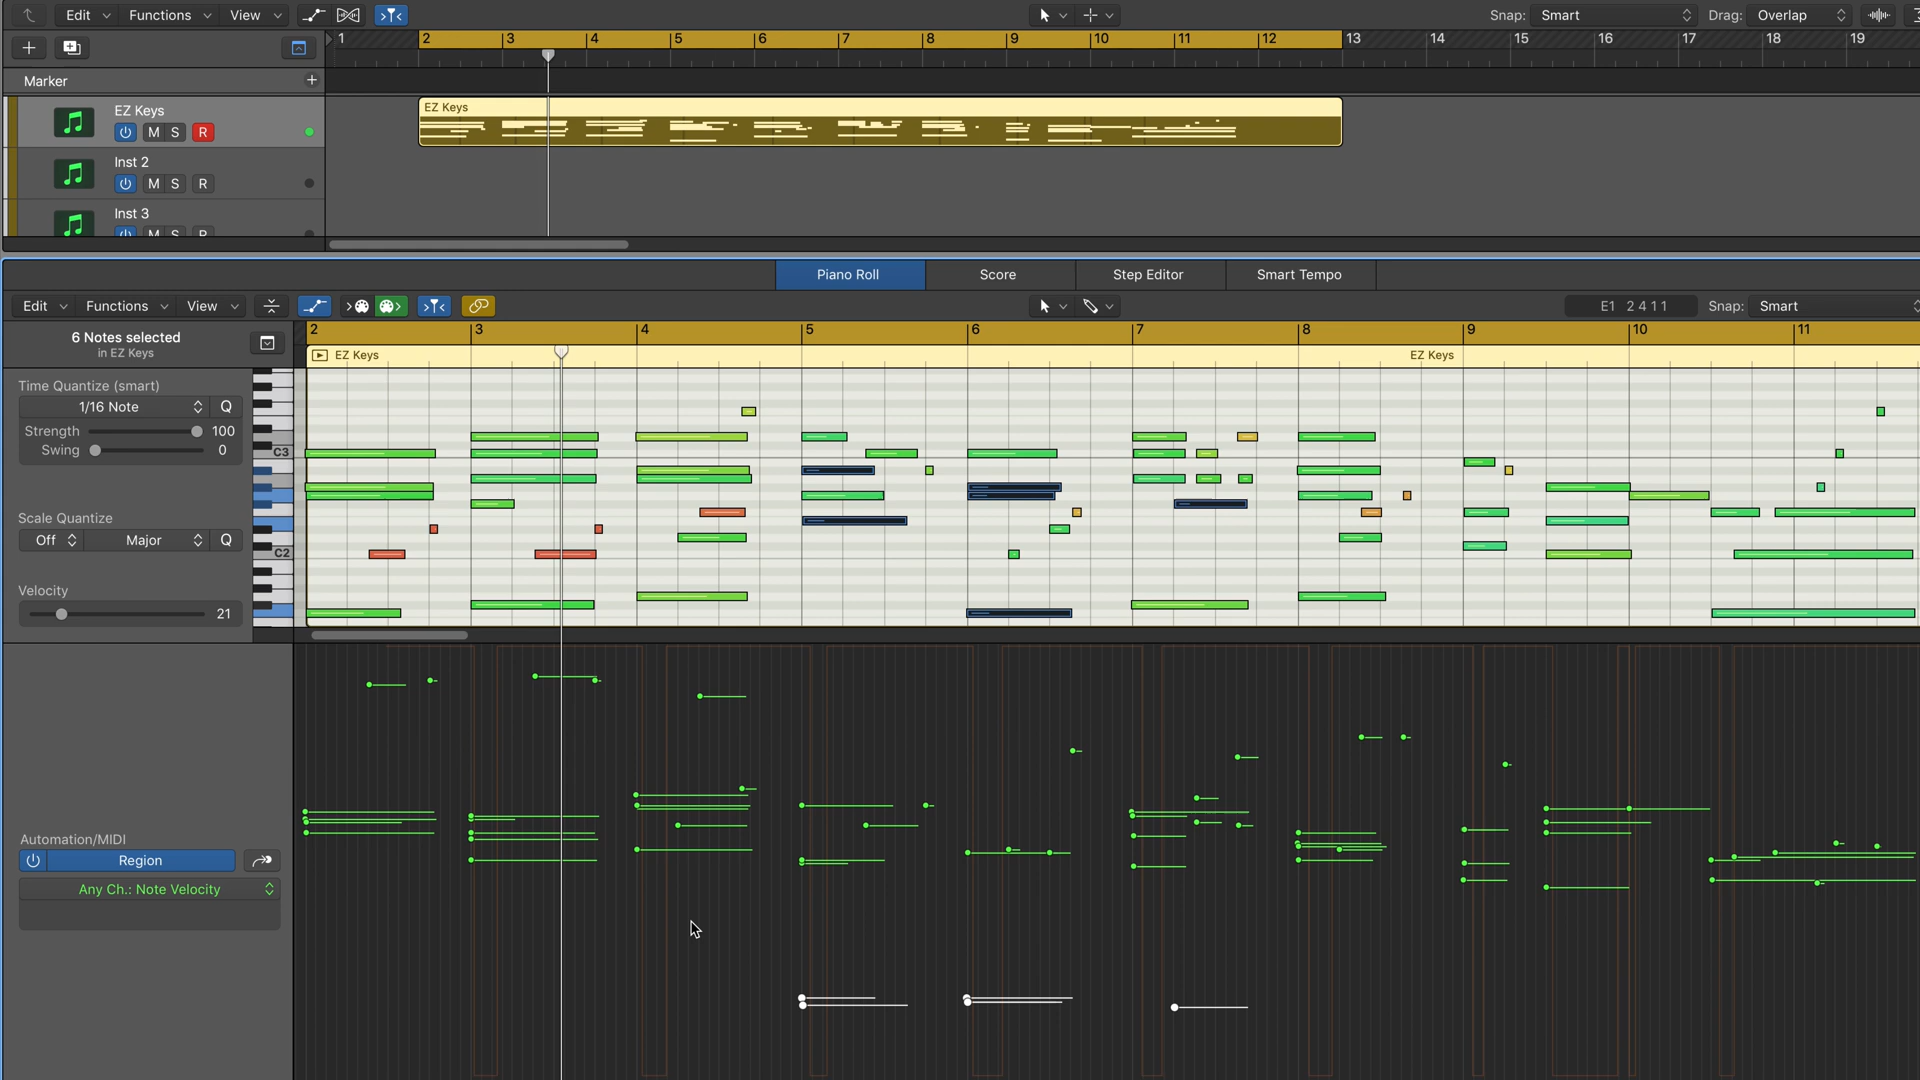 Edit Functions View Snap: Smart Drag: Overlap
1 2 3 4 5 6 7 8 9 10 11 12 13 14 15 16 17 18 19
Marker
EZ Keys
M S R
EZ Keys
Inst 2
M S R
Inst 3
M S R
Piano Roll Score Step Editor Smart Tempo
Edit Functions View E1 2 4 1 1 Snap: Smart
6 Notes selected
in EZ Keys
2 3 4 5 6 7 8 9 10 11
EZ Keys EZ Keys
Time Quantize (smart)
1/16 Note Q
Strength 100
Swing 0
C3
Scale Quantize
Off Major Q
C2
Velocity
21
Automation/MIDI
Region
Any Ch.: Note Velocity